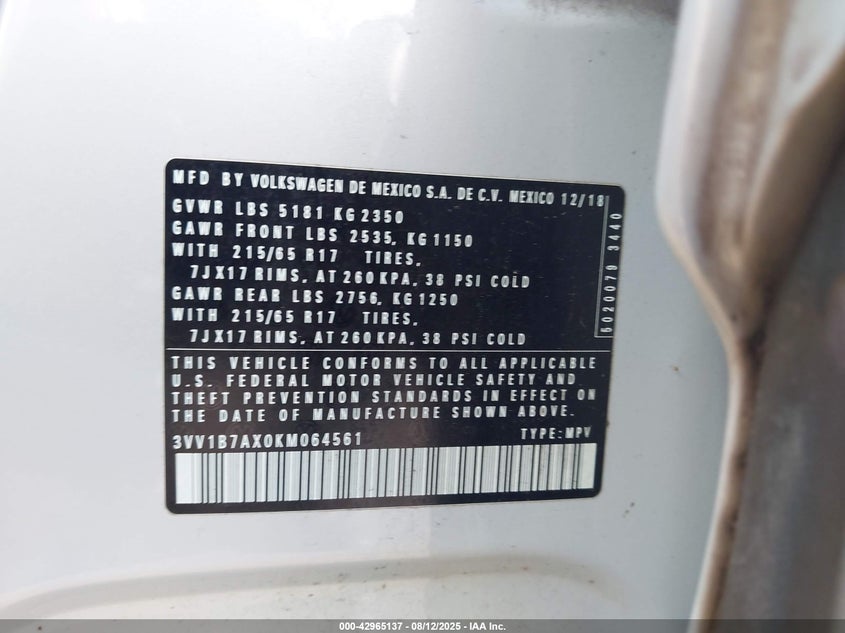 MFD BY VOLKSWAGEN DE MEXICO S.A. DE C.V. MEXICO 12/18
GVWR LBS 5181 KG 2350
GAWR FRONT LBS 2535, KG 1150
WITH 215/65 R17 TIRES,
7JX17 RIMS, AT 260 KPA, 38 PSI COLD
GAWR REAR LBS 2756, KG 1250
WITH 215/65 R17 TIRES,
7JX17 RIMS, AT 260 KPA, 38 PSI COLD
5020079 3440
THIS VEHICLE CONFORMS TO ALL APPLICABLE
U.S. FEDERAL MOTOR VEHICLE SAFETY AND
THEFT PREVENTION STANDARDS IN EFFECT ON
THE DATE OF MANUFACTURE SHOWN ABOVE.
3VV1B7AX0KM064561 TYPE: MPV
000-42965137 - 08/12/2025 - IAA Inc.